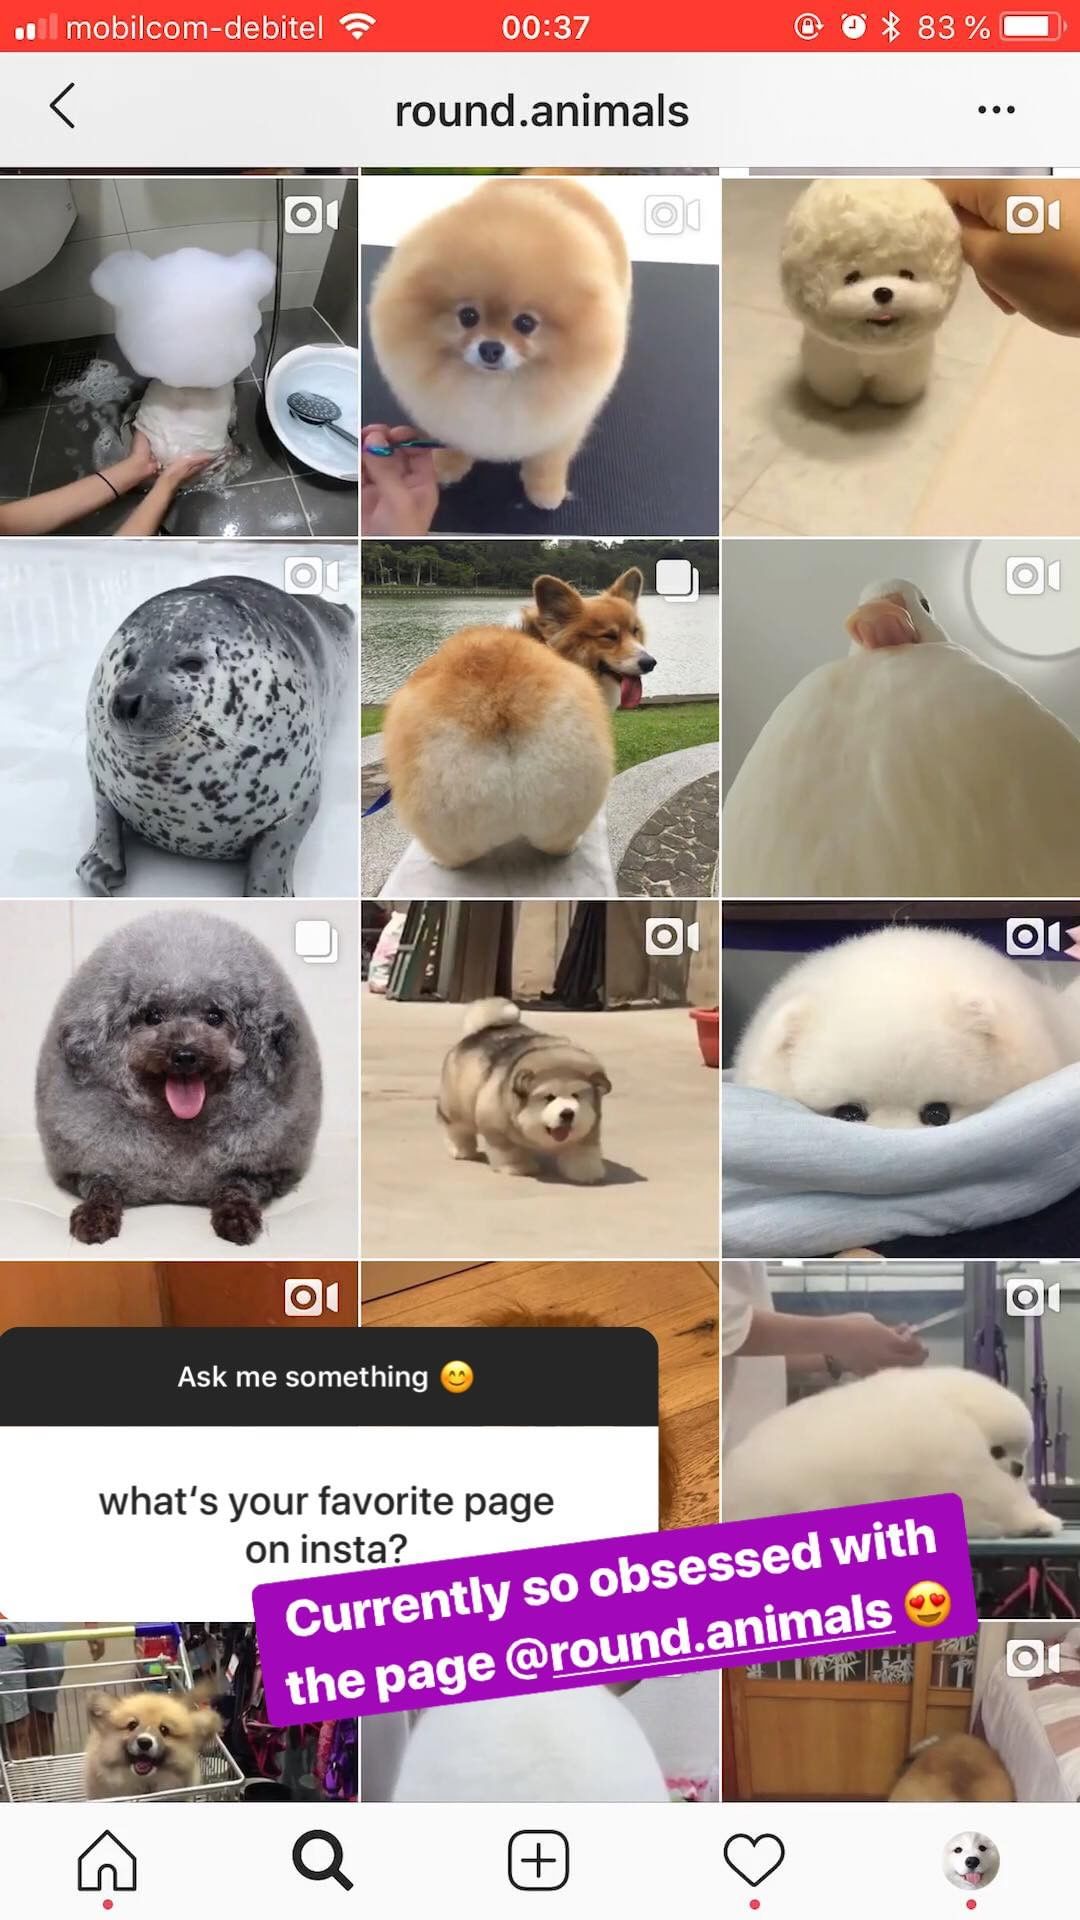 mobilcom-debitel 00:37 83 %
round.animals
Ask me something 😊
what‘s your favorite page
on insta?
Currently so obsessed with
the page @round.animals 😍